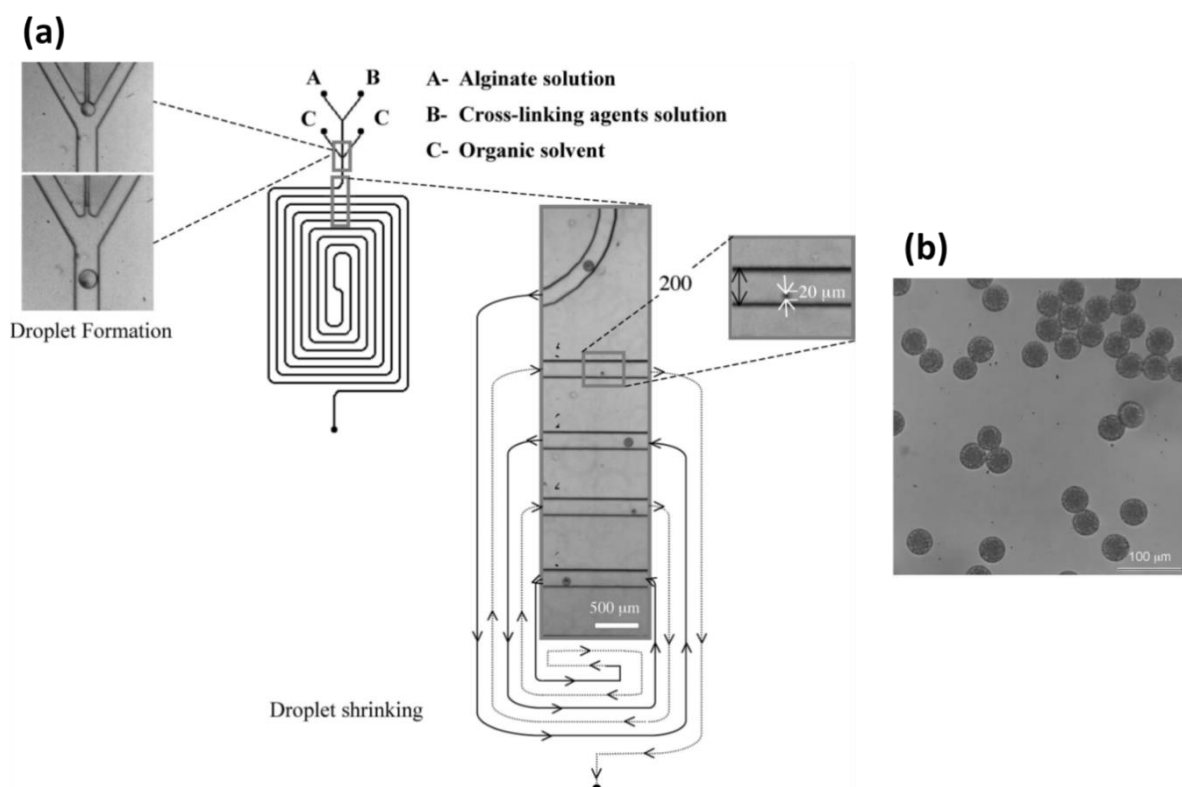 (a)
A B
C C
A- Alginate solution
B- Cross-linking agents solution
C- Organic solvent
Droplet Formation
200
20 μm
500 μm
Droplet shrinking
(b)
100 μm